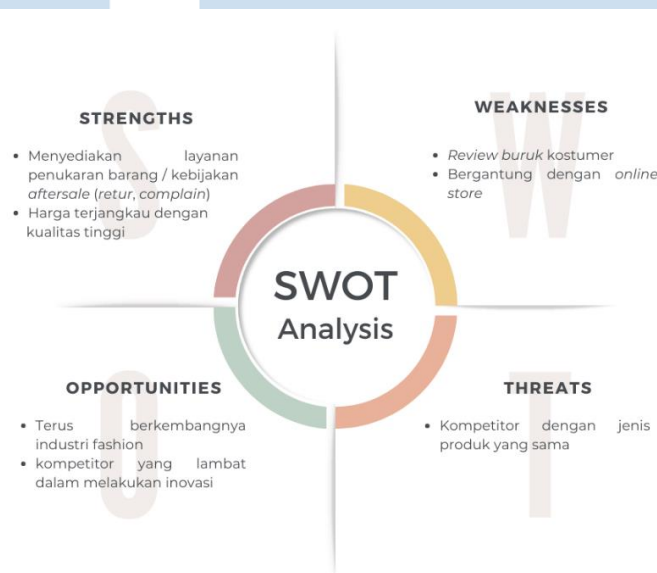 STRENGTHS
• Menyediakan layanan
penukaran barang / kebijakan
aftersale (retur, complain)
• Harga terjangkau dengan
kualitas tinggi
WEAKNESSES
• Review buruk kostumer
• Bergantung dengan online
store
SWOT
Analysis
OPPORTUNITIES
• Terus berkembangnya
industri fashion
• kompetitor yang lambat
dalam melakukan inovasi
THREATS
• Kompetitor dengan jenis
produk yang sama
S
W
O
T